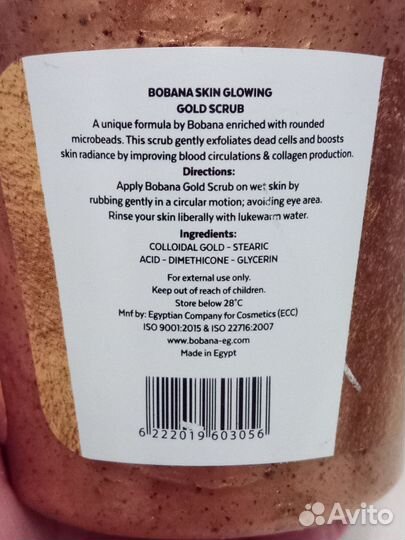 BOBANA SKIN GLOWING
GOLD SCRUB
A unique formula by Bobana enriched with rounded
microbeads. This scrub gently exfoliates dead cells and boosts
skin radiance by improving blood circulations & collagen production.
Directions:
Apply Bobana Gold Scrub on wet skin by
rubbing gently in a circular motion; avoiding eye area.
Rinse your skin liberally with lukewarm water.
Ingredients:
COLLOIDAL GOLD - STEARIC
ACID - DIMETHICONE - GLYCERIN
For external use only.
Keep out of reach of children.
Store below 28°C
Mnf by: Egyptian Company for Cosmetics (ECC)
ISO 9001:2015 & ISO 22716:2007
www.bobana-eg.com
Made in Egypt
6 222019 603056
Avito